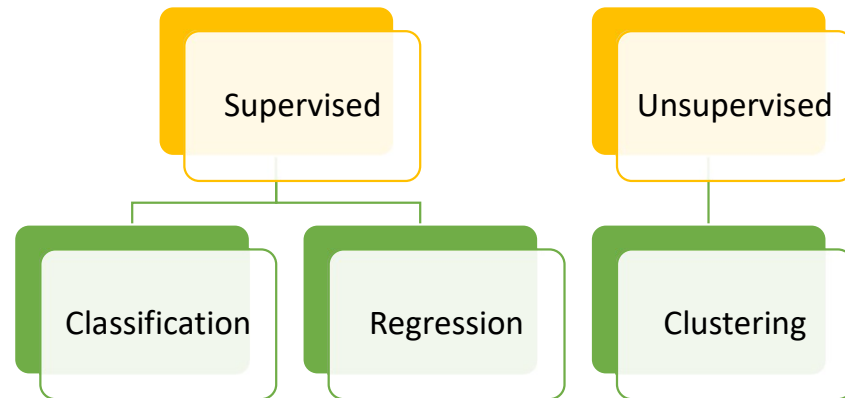 Supervised
Unsupervised
Classification
Regression
Clustering